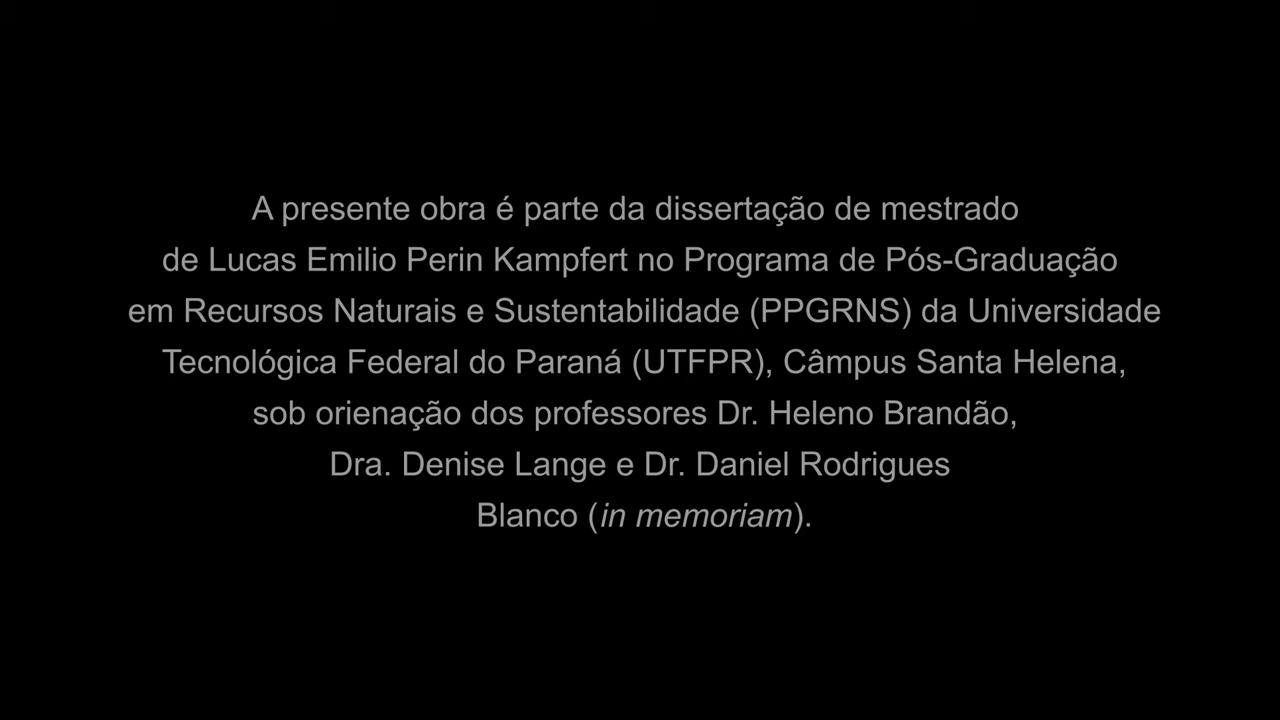 A presente obra é parte da dissertação de mestrado
de Lucas Emilio Perin Kampfert no Programa de Pós-Graduação
em Recursos Naturais e Sustentabilidade (PPGRNS) da Universidade
Tecnológica Federal do Paraná (UTFPR), Câmpus Santa Helena,
sob orienação dos professores Dr. Heleno Brandão,
Dra. Denise Lange e Dr. Daniel Rodrigues
Blanco (in memoriam).